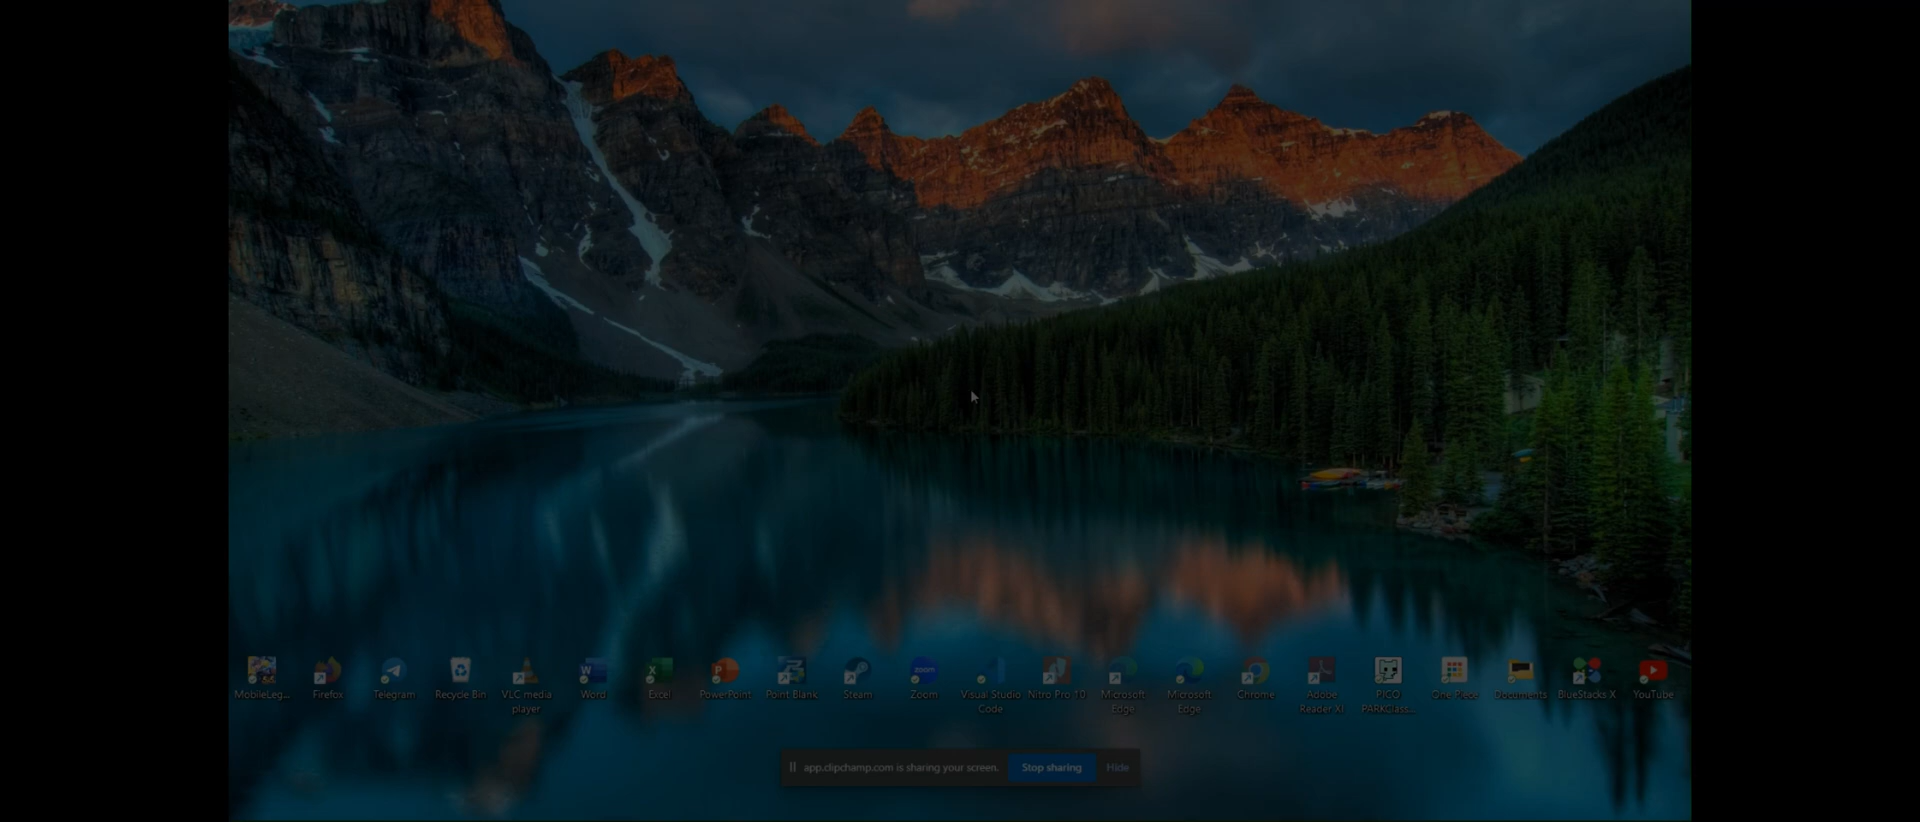 MobileLeg...
Firefox
Telegram
Recycle Bin
VLC media
player
Word
Excel
PowerPoint
Point Blank
Steam
Zoom
Visual Studio
Code
Nitro Pro 10
Microsoft
Edge
Microsoft
Edge
Chrome
Adobe
Reader XI
PICO
PARKClass...
One Piece
Documents
BlueStacks X
YouTube
zoom
app.clipchamp.com is sharing your screen.
Stop sharing
Hide